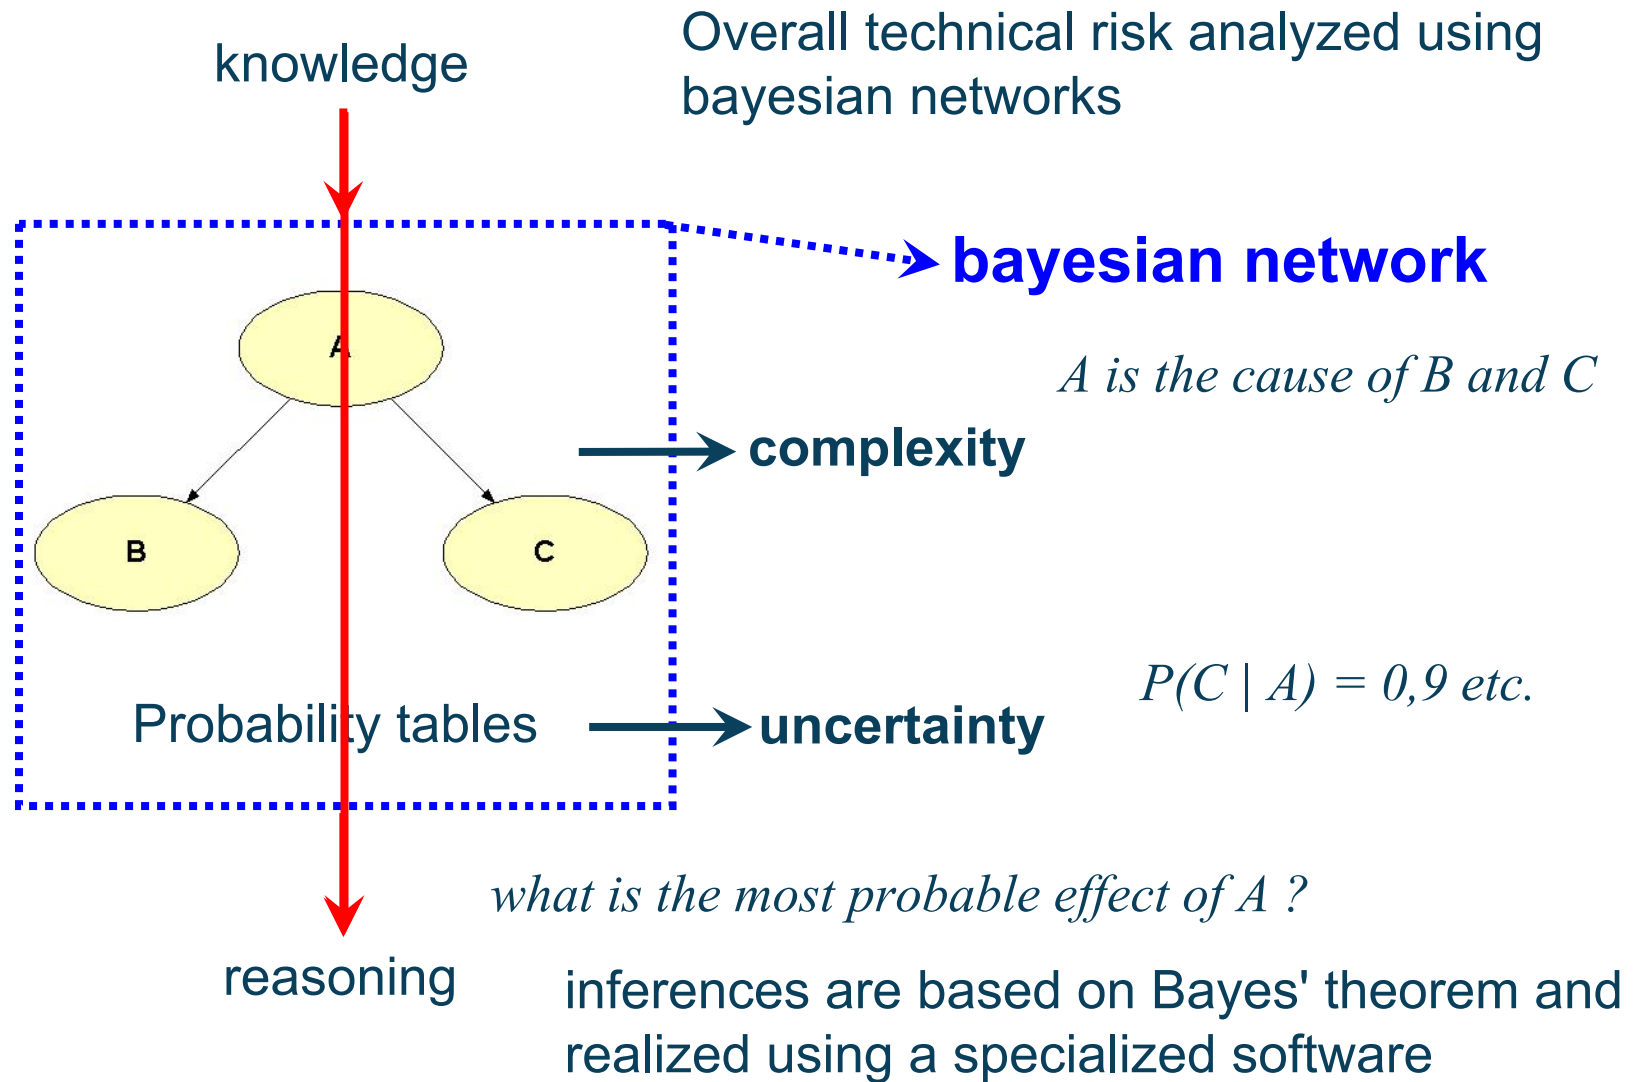 knowledge
Overall technical risk analyzed using
bayesian networks
bayesian network
A
A is the cause of B and C
complexity
B
C
P(C | A) = 0,9 etc.
Probability tables
uncertainty
what is the most probable effect of A ?
reasoning
inferences are based on Bayes' theorem and
realized using a specialized software